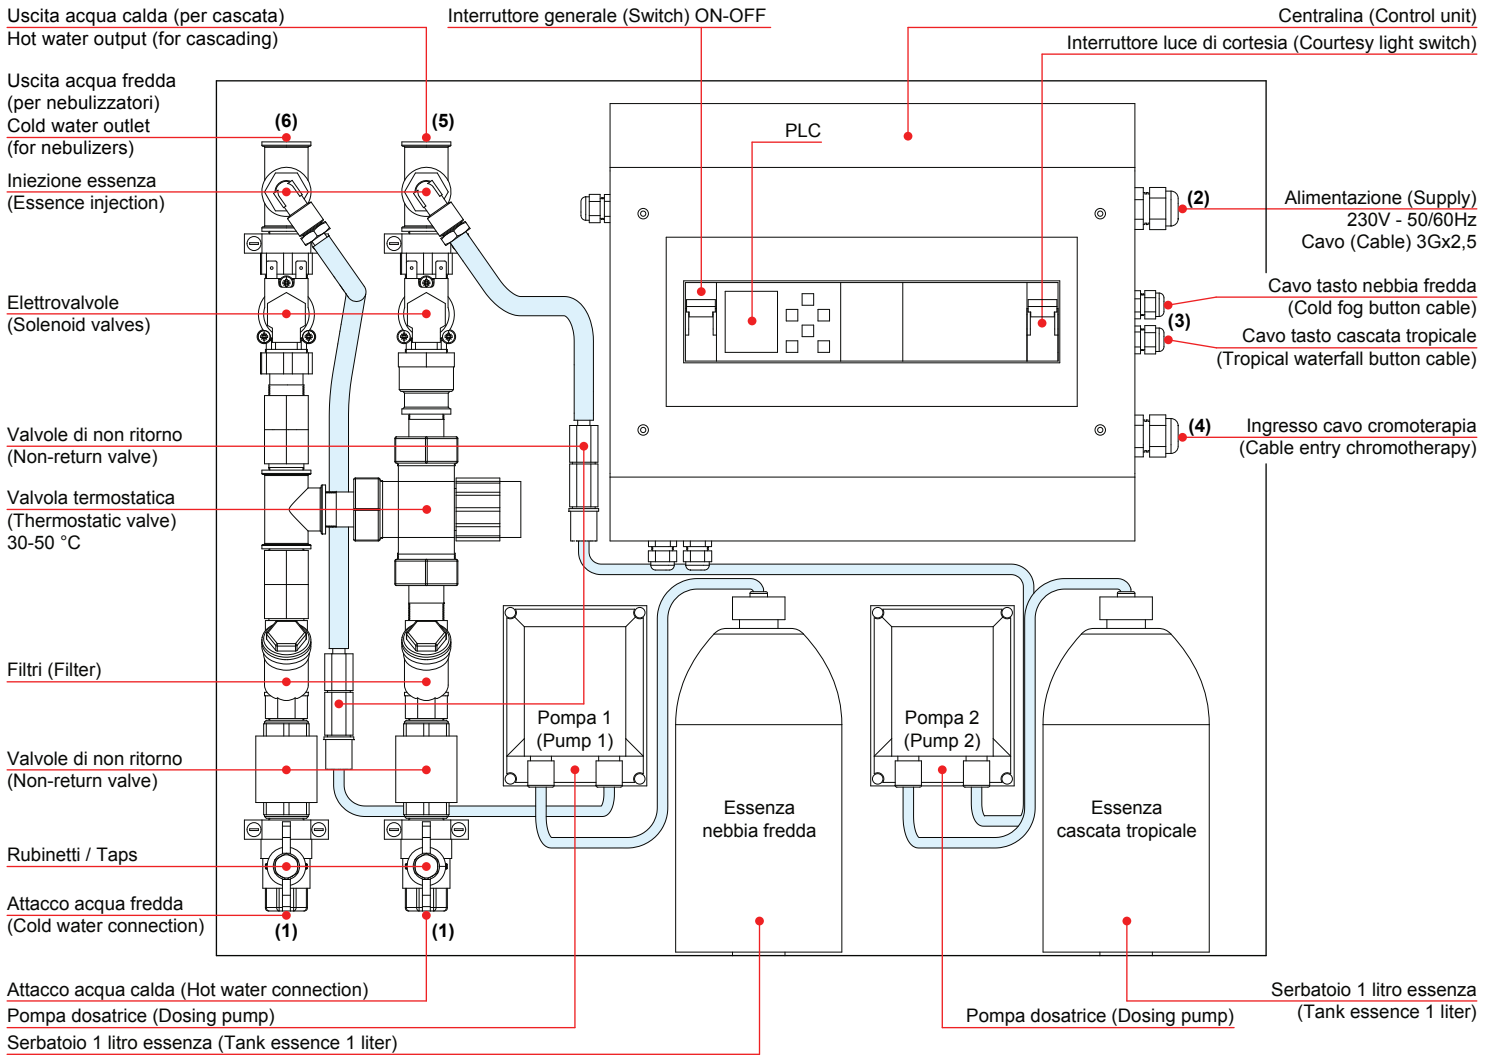 Uscita acqua calda (per cascata)
Hot water output (for cascading)
Interruttore generale (Switch) ON-OFF
Centralina (Control unit)
Interruttore luce di cortesia (Courtesy light switch)
Uscita acqua fredda
(per nebulizzatori)
Cold water outlet
(for nebulizers)
(6)
(5)
PLC
Iniezione essenza
(Essence injection)
(2)
Alimentazione (Supply)
230V - 50/60Hz
Cavo (Cable) 3Gx2,5
Elettrovalvole
(Solenoid valves)
Cavo tasto nebbia fredda
(Cold fog button cable)
(3)
Cavo tasto cascata tropicale
(Tropical waterfall button cable)
Valvole di non ritorno
(Non-return valve)
(4)
Ingresso cavo cromoterapia
(Cable entry chromotherapy)
Valvola termostatica
(Thermostatic valve)
30-50 °C
Filtri (Filter)
Pompa 1
(Pump 1)
Pompa 2
(Pump 2)
Valvole di non ritorno
(Non-return valve)
Essenza
nebbia fredda
Essenza
cascata tropicale
Rubinetti / Taps
Attacco acqua fredda
(Cold water connection)
(1)
(1)
Attacco acqua calda (Hot water connection)
Pompa dosatrice (Dosing pump)
Serbatoio 1 litro essenza (Tank essence 1 liter)
Pompa dosatrice (Dosing pump)
Serbatoio 1 litro essenza
(Tank essence 1 liter)